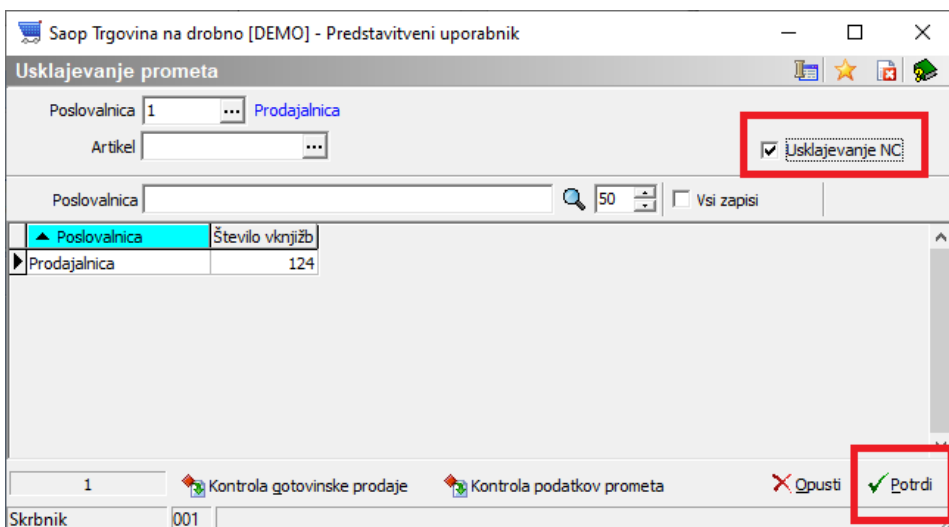 Saop Trgovina na drobno [DEMO] - Predstavitveni uporabnik
Usklajevanje prometa
Poslovalnica 1 ... Prodajalnica
Artikel ...
Usklajevanje NC
Poslovalnica 50 Vsi zapisi
Poslovalnica Število vknjižb
Prodajalnica 124
1 Kontrola gotovinske prodaje Kontrola podatkov prometa Opusti Potrdi
Skrbnik 001